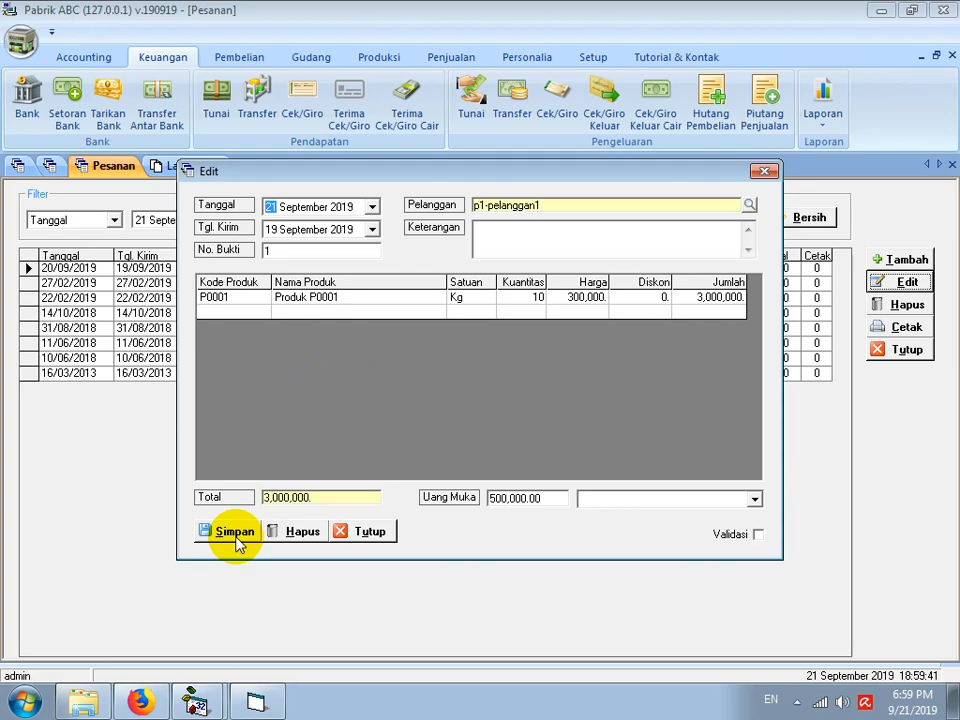 Pabrik ABC (127.0.0.1) v.190919 - [Pesanan]
Accounting Keuangan Pembelian Gudang Produksi Penjualan Personalia Setup Tutorial & Kontak
Bank Setoran Bank Tarikan Bank Transfer Antar Bank Tunai Transfer Cek/Giro Terima Cek/Giro Terima Cek/Giro Cair Tunai Transfer Cek/Giro Cek/Giro Keluar Cek/Giro Keluar Cair Hutang Pembelian Piutang Penjualan Laporan
Bank Pendapatan Pengeluaran Laporan
Pesanan
Filter
Tanggal 21 Septe Bersih
Tanggal Tgl. Kirim Cetak
20/09/2019 19/09/2019 0
27/02/2019 27/02/2019 0
22/02/2019 22/02/2019 0
14/10/2018 14/10/2018 0
31/08/2018 31/08/2018 0
11/06/2018 11/06/2018 0
10/06/2018 10/06/2018 0
16/03/2013 16/03/2013 0
Tambah
Edit
Hapus
Cetak
Tutup
Edit
Tanggal 21 September 2019 Pelanggan p1-pelanggan1
Tgl. Kirim 19 September 2019 Keterangan
No. Bukti 1
Kode Produk Nama Produk Satuan Kuantitas Harga Diskon Jumlah
P0001 Produk P0001 Kg 10 300,000. 0. 3,000,000.
Total 3,000,000. Uang Muka 500,000.00
Simpan Hapus Tutup Validasi
admin 21 September 2019 18:59:41
32 EN 6:59 PM
9/21/2019